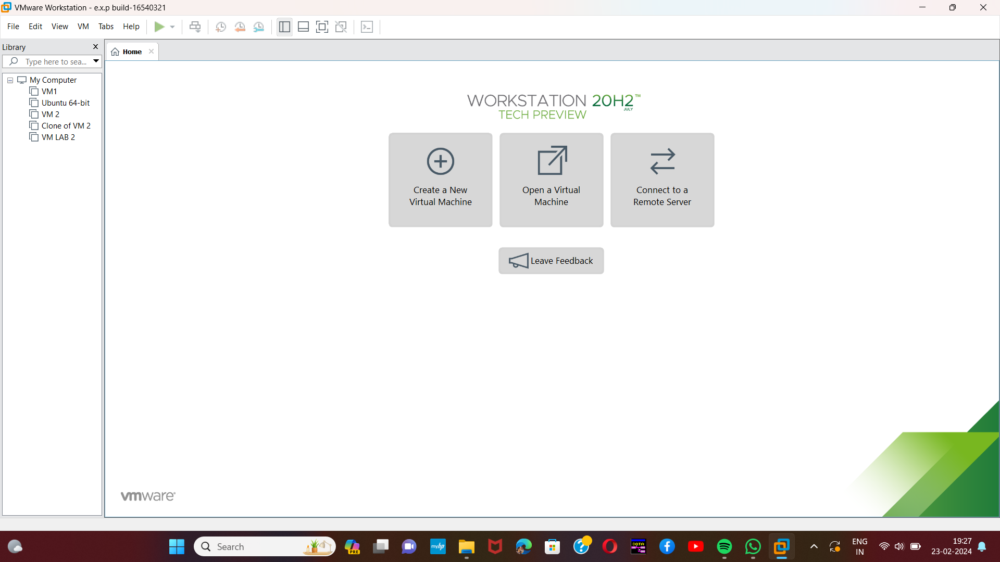 VMware Workstation - e.x.p build-16540321
File Edit View VM Tabs Help
Library
Type here to sea...
Home
My Computer
VM1
Ubuntu 64-bit
VM 2
Clone of VM 2
VM LAB 2
WORKSTATION 20H2™
JULY
TECH PREVIEW
Create a New
Virtual Machine
Open a Virtual
Machine
Connect to a
Remote Server
Leave Feedback
vmware®
Search
PRE
myhp
DATA
ENG
IN
19:27
23-02-2024